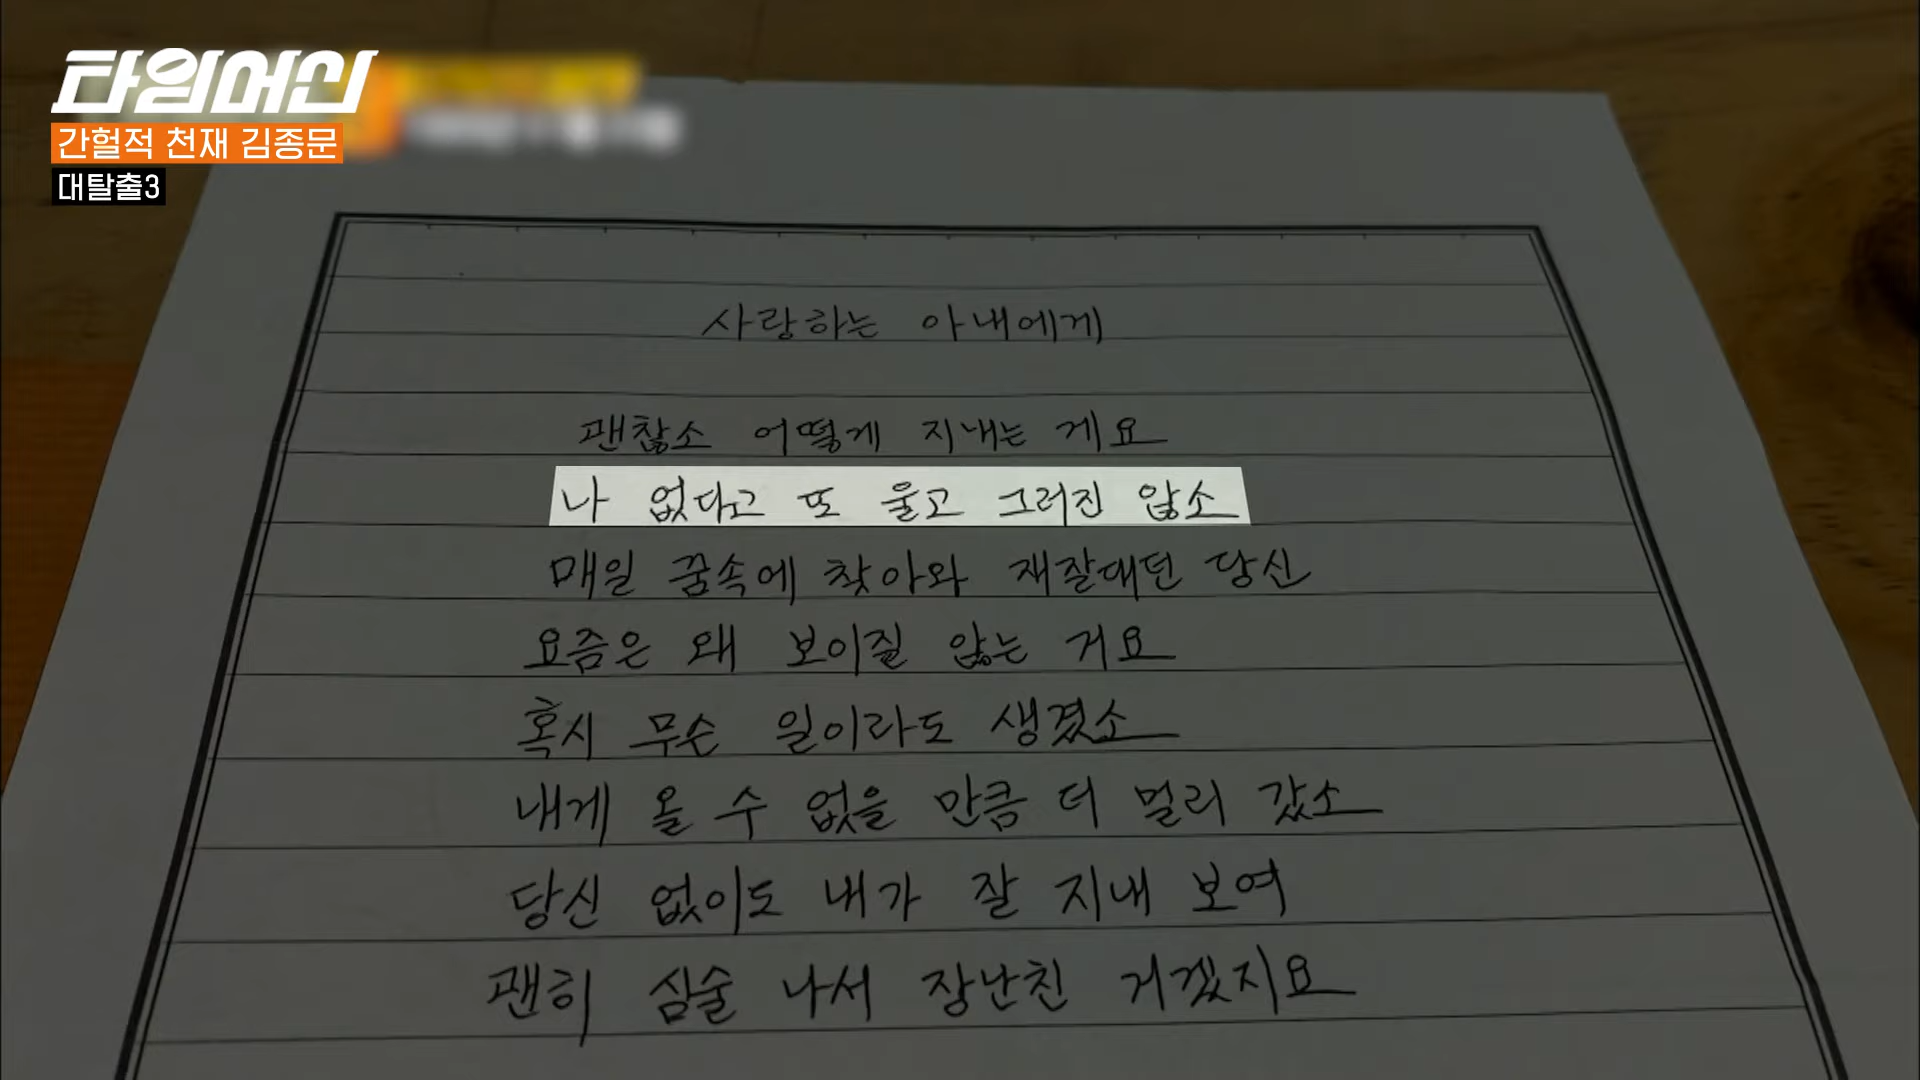 타임머신
간헐적 천재 김종문
대탈출3
사랑하는 아내에게
괜찮소 어떻게 지내는 게요
나 없다고 또 울고 그러진 않소
매일 꿈속에 찾아와 재잘대던 당신
요즘은 왜 보이질 않는 거요
혹시 무슨 일이라도 생겼소
내게 올 수 없을 만큼 더 멀리 갔소
당신 없이도 내가 잘 지내 보여
괜히 심술 나서 장난친 거겠지요